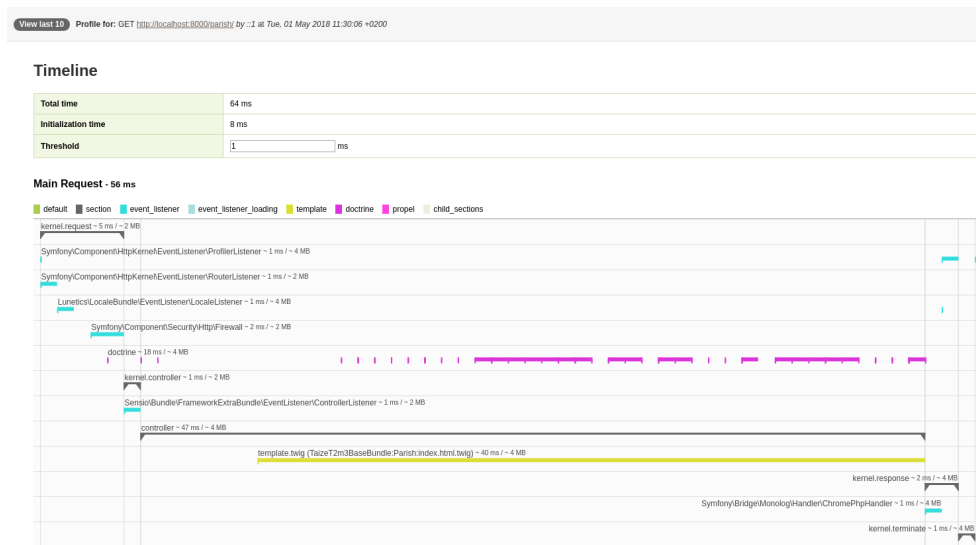 View last 10 Profile for: GET http://localhost:8000/parish/ by ::1 at Tue, 01 May 2018 11:30:06 +0200
Timeline
Total time 64 ms
Initialization time 8 ms
Threshold 1 ms
Main Request - 56 ms
default section event_listener event_listener_loading template doctrine propel child_sections
kernel.request ~ 5 ms / ~ 2 MB
Symfony\Component\HttpKernel\EventListener\ProfilerListener ~ 1 ms / ~ 4 MB
Symfony\Component\HttpKernel\EventListener\RouterListener ~ 1 ms / ~ 2 MB
Lunetics\LocaleBundle\EventListener\LocaleListener ~ 1 ms / ~ 4 MB
Symfony\Component\Security\Http\Firewall ~ 2 ms / ~ 2 MB
doctrine ~ 18 ms / ~ 4 MB
kernel.controller ~ 1 ms / ~ 2 MB
Sensio\Bundle\FrameworkExtraBundle\EventListener\ControllerListener ~ 1 ms / ~ 2 MB
controller ~ 47 ms / ~ 4 MB
template.twig (TaizeT2m3BaseBundle:Parish:index.html.twig) ~ 40 ms / ~ 4 MB
kernel.response ~ 2 ms / ~ 4 MB
Symfony\Bridge\Monolog\Handler\ChromePhpHandler ~ 1 ms / ~ 4 MB
kernel.terminate ~ 1 ms / ~ 4 MB